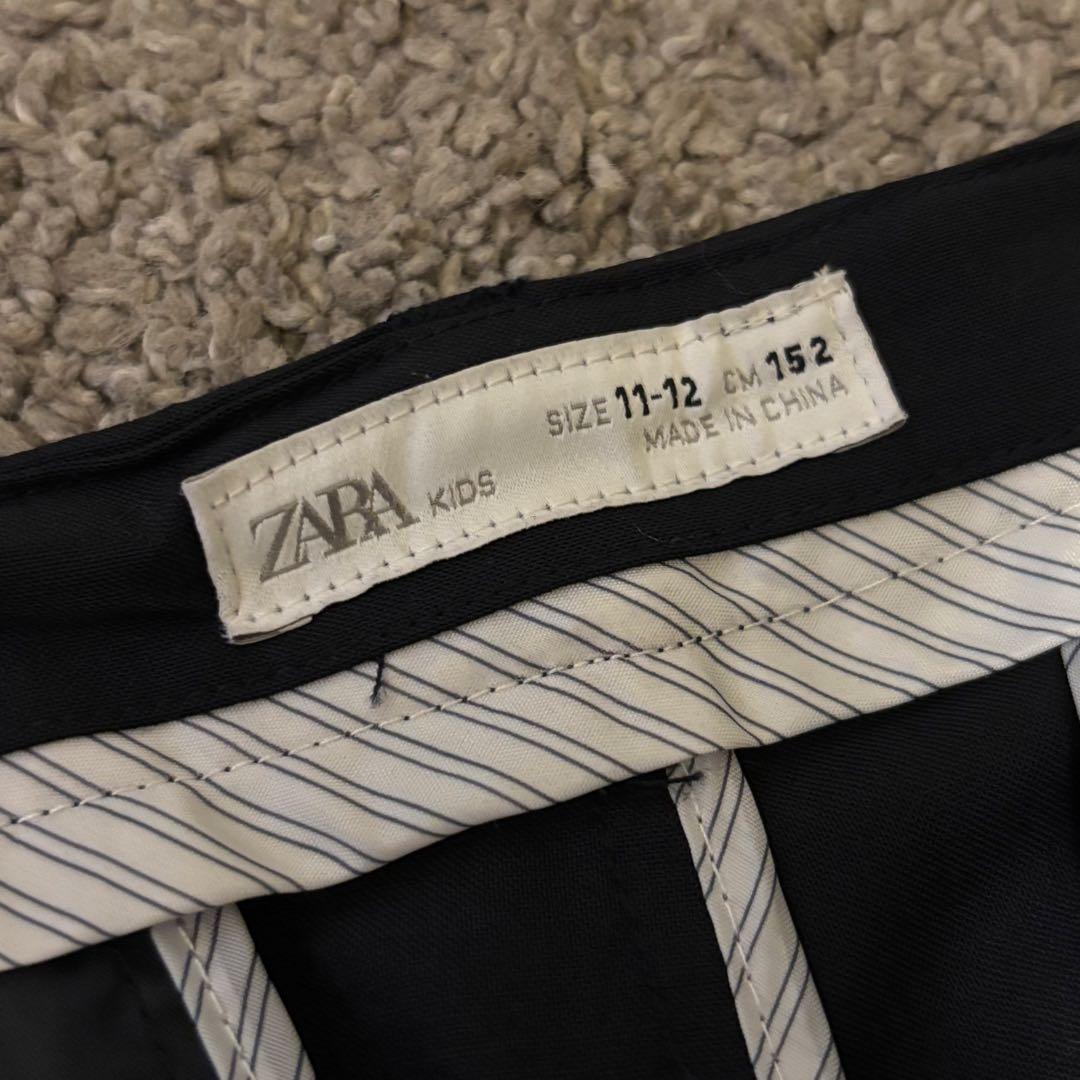 ZARA KIDS
SIZE 11-12 CM 152
MADE IN CHINA